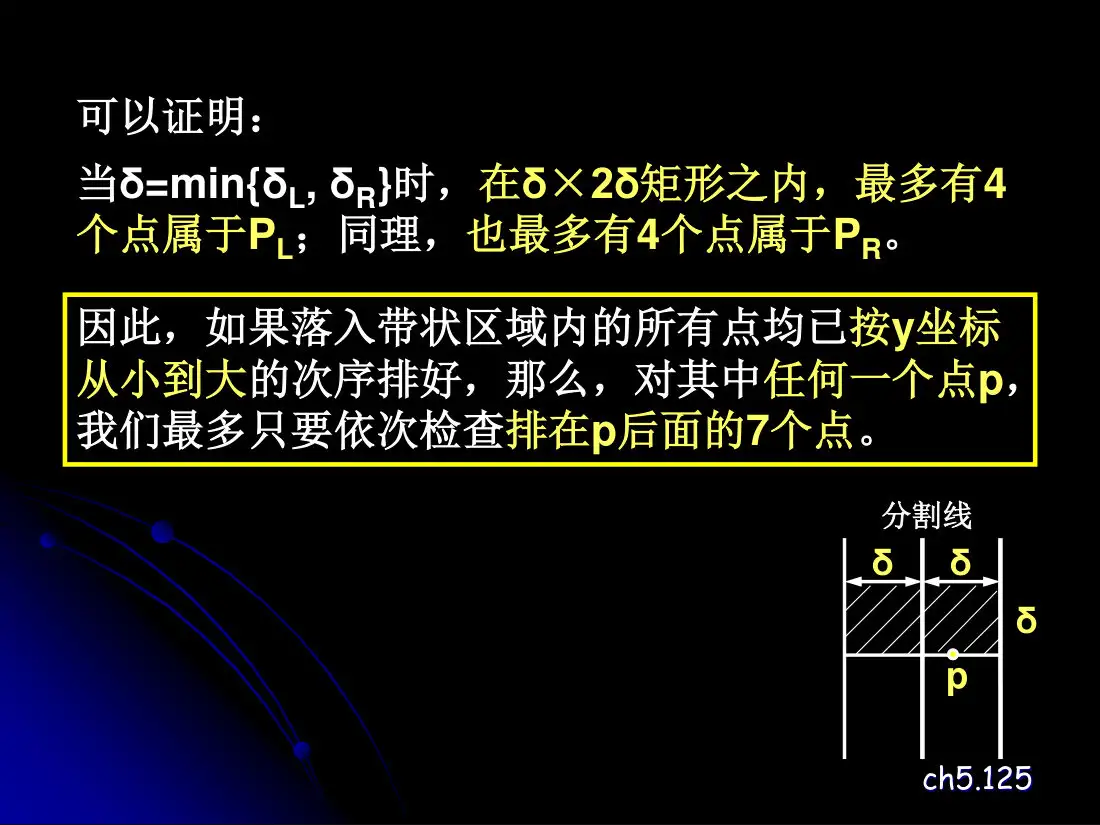 可以证明：
当δ=min{δL, δR}时，在δ×2δ矩形之内，最多有4
个点属于PL；同理，也最多有4个点属于PR。
因此，如果落入带状区域内的所有点均已按y坐标
从小到大的次序排好，那么，对其中任何一个点p，
我们最多只要依次检查排在p后面的7个点。
分割线
δ δ
δ
p
ch5.125